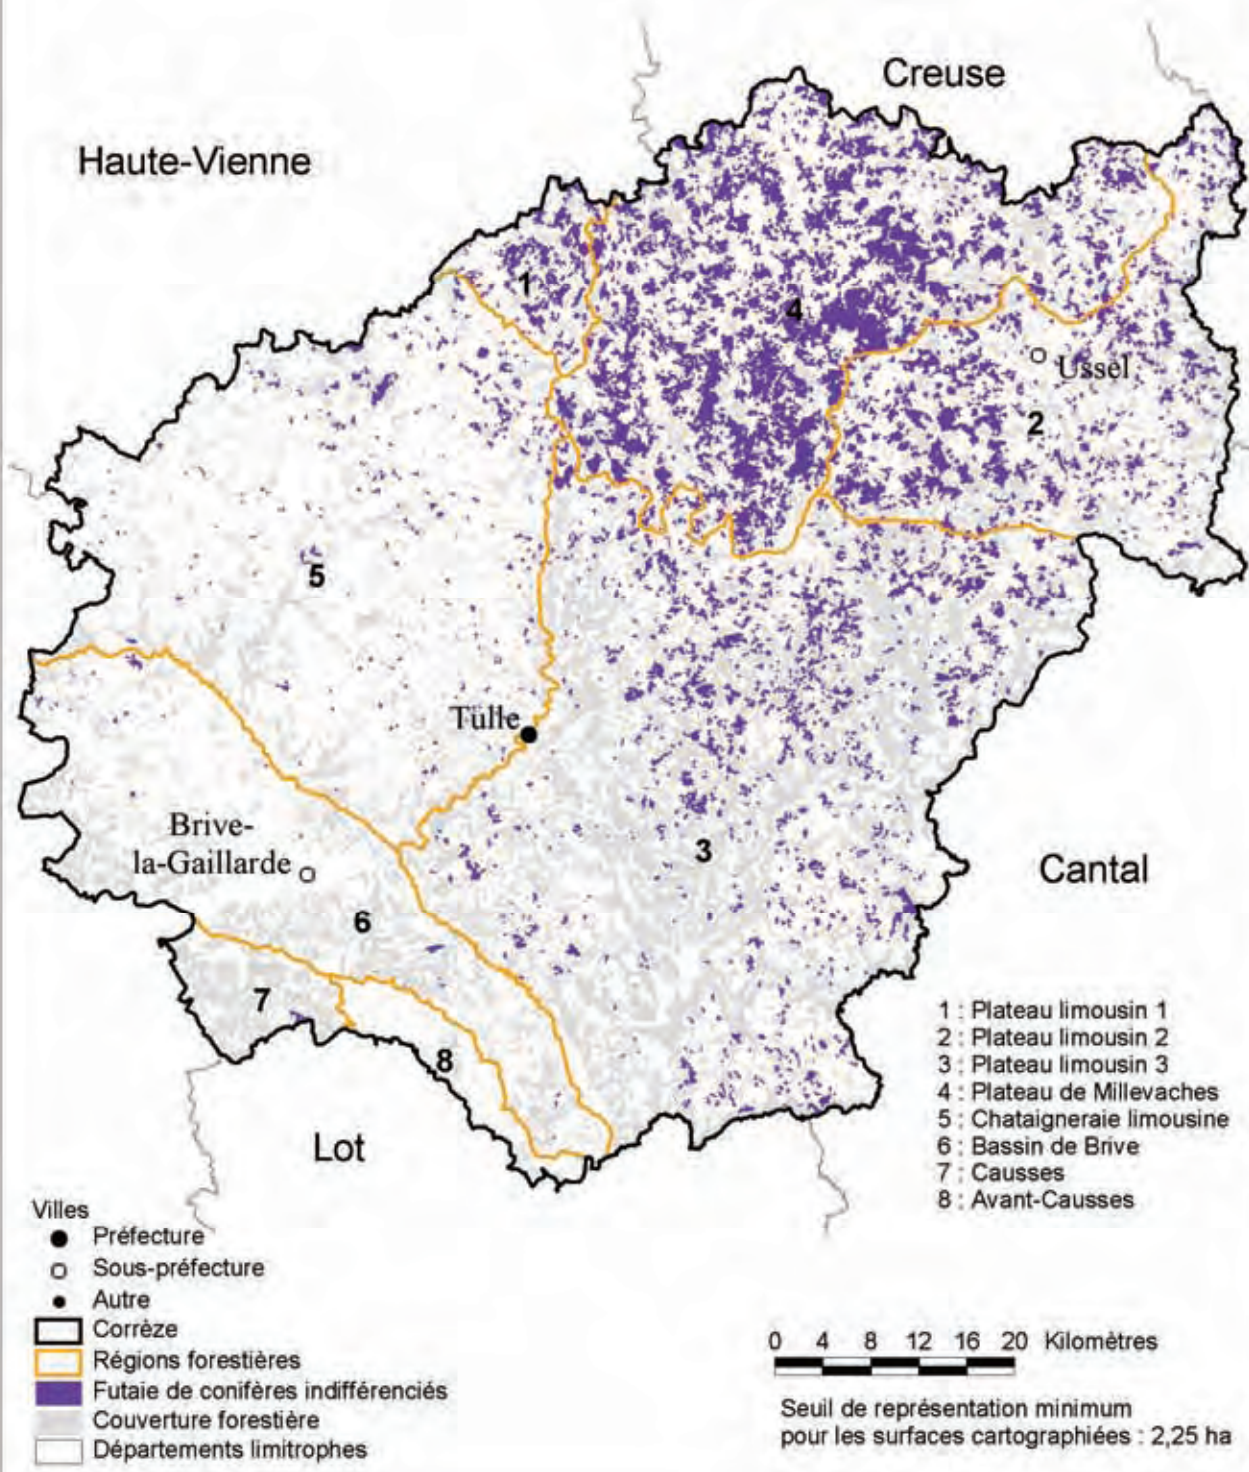 Creuse
Haute-Vienne
1
4
Ussel
2
5
Tülle
Brive-
la-Gaillarde
3
Cantal
6
7
8
Lot
1 : Plateau limousin 1
2 : Plateau limousin 2
3 : Plateau limousin 3
4 : Plateau de Millevaches
5 : Chataigneraie limousine
6 : Bassin de Brive
7 : Causses
8 : Avant-Causses
Villes
Préfecture
Sous-préfecture
Autre
Corrèze
Régions forestières
Futaie de conifères indifférenciés
Couverture forestière
Départements limitrophes
0 4 8 12 16 20 Kilomètres
Seuil de représentation minimum
pour les surfaces cartographiées : 2,25 ha